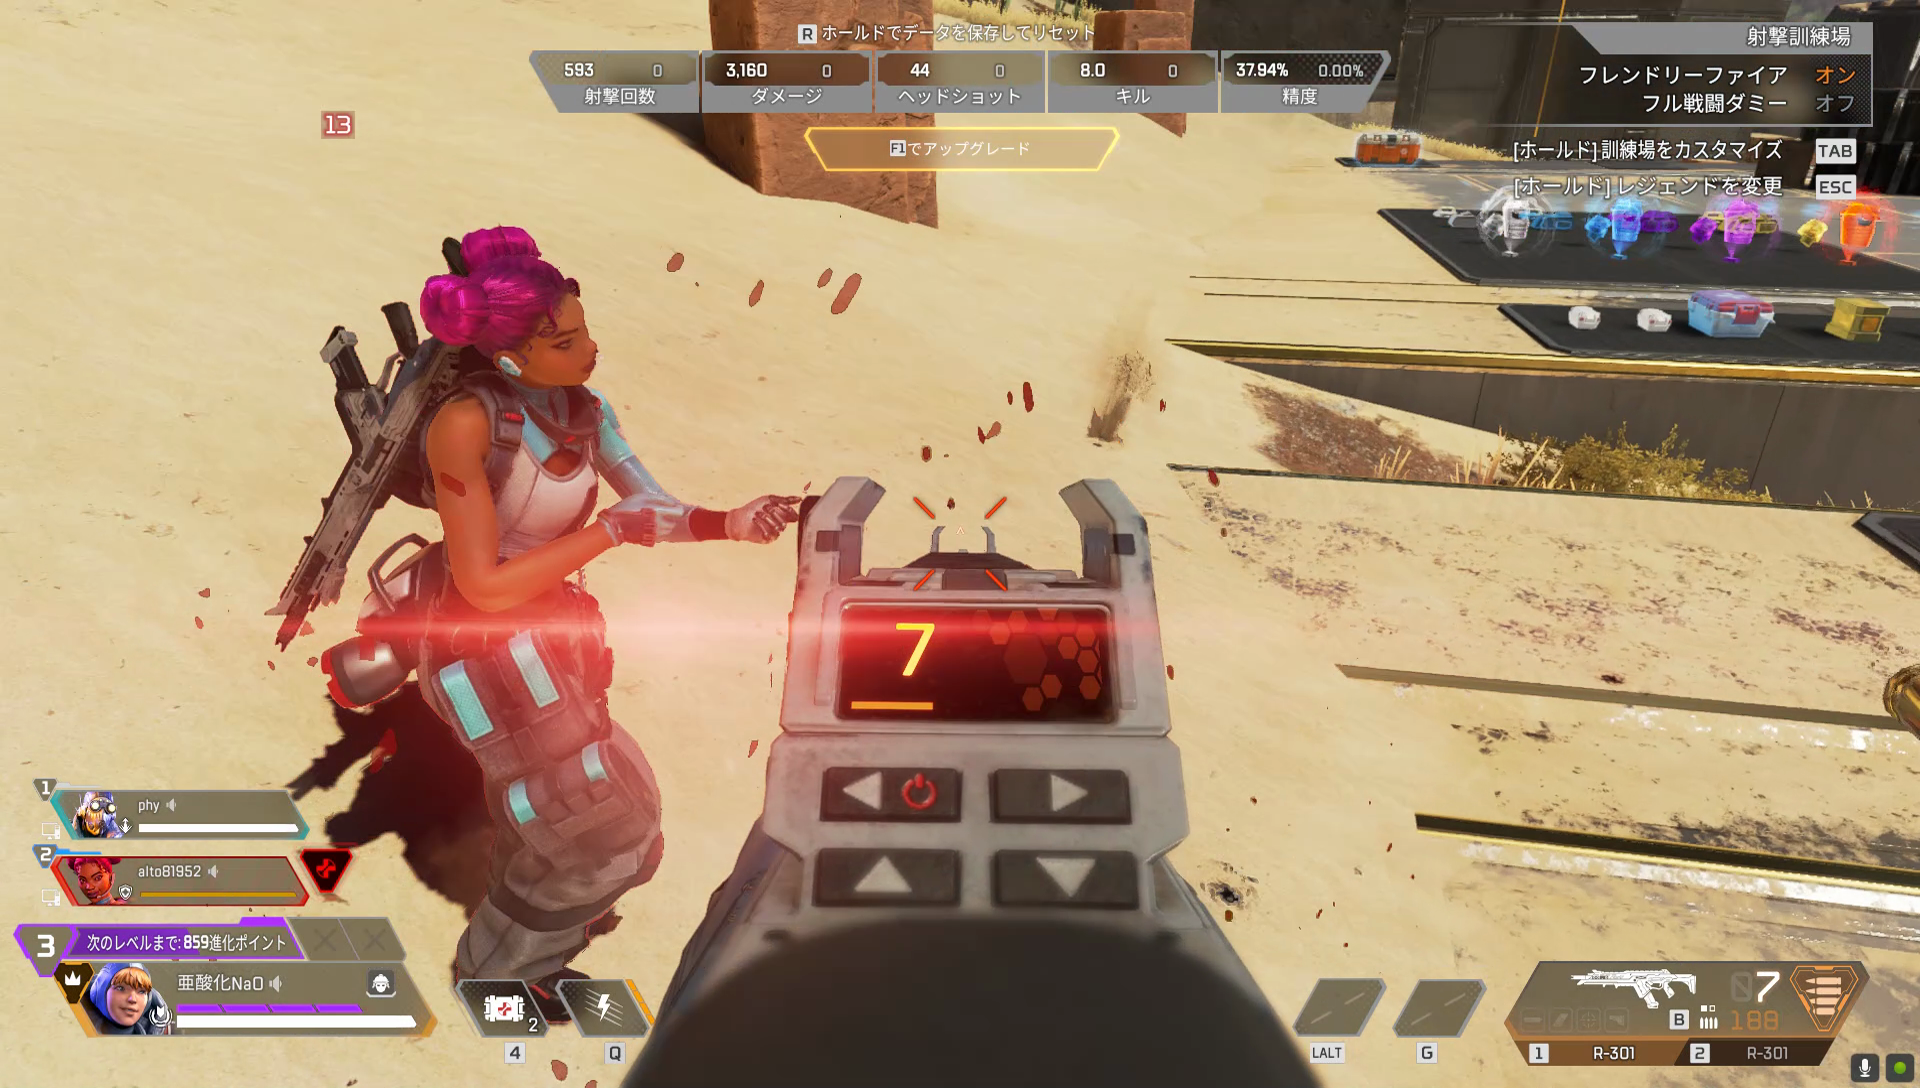 R ホールドでデータを保存してリセット
593 0 3,160 0 44 0 8.0 0 37.94% 0.00%
射撃回数 ダメージ ヘッドショット キル 精度
F1でアップグレード
射撃訓練場
フレンドリーファイア オン
フル戦闘ダミー オフ
[ホールド]訓練場をカスタマイズ TAB
[ホールド]レジェンドを変更 ESC
13
7
1
phy
2
alto81952
3
次のレベルまで:859進化ポイント
亜酸化NaO
2
4
Q
LALT
G
07
B
188
1 R-301 2 R-301